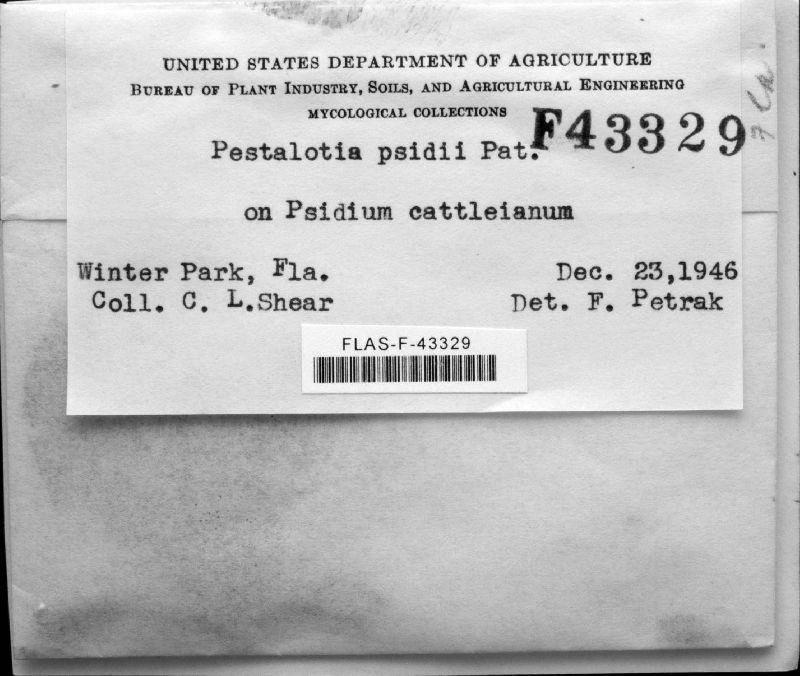 UNITED STATES DEPARTMENT OF AGRICULTURE
BUREAU OF PLANT INDUSTRY, SOILS, AND AGRICULTURAL ENGINEERING
MYCOLOGICAL COLLECTIONS
F43329
Pestalotia psidii Pat.
on Psidium cattleianum
Winter Park, Fla. Dec. 23,1946
Coll. C. L.Shear Det. F. Petrak
FLAS-F-43329